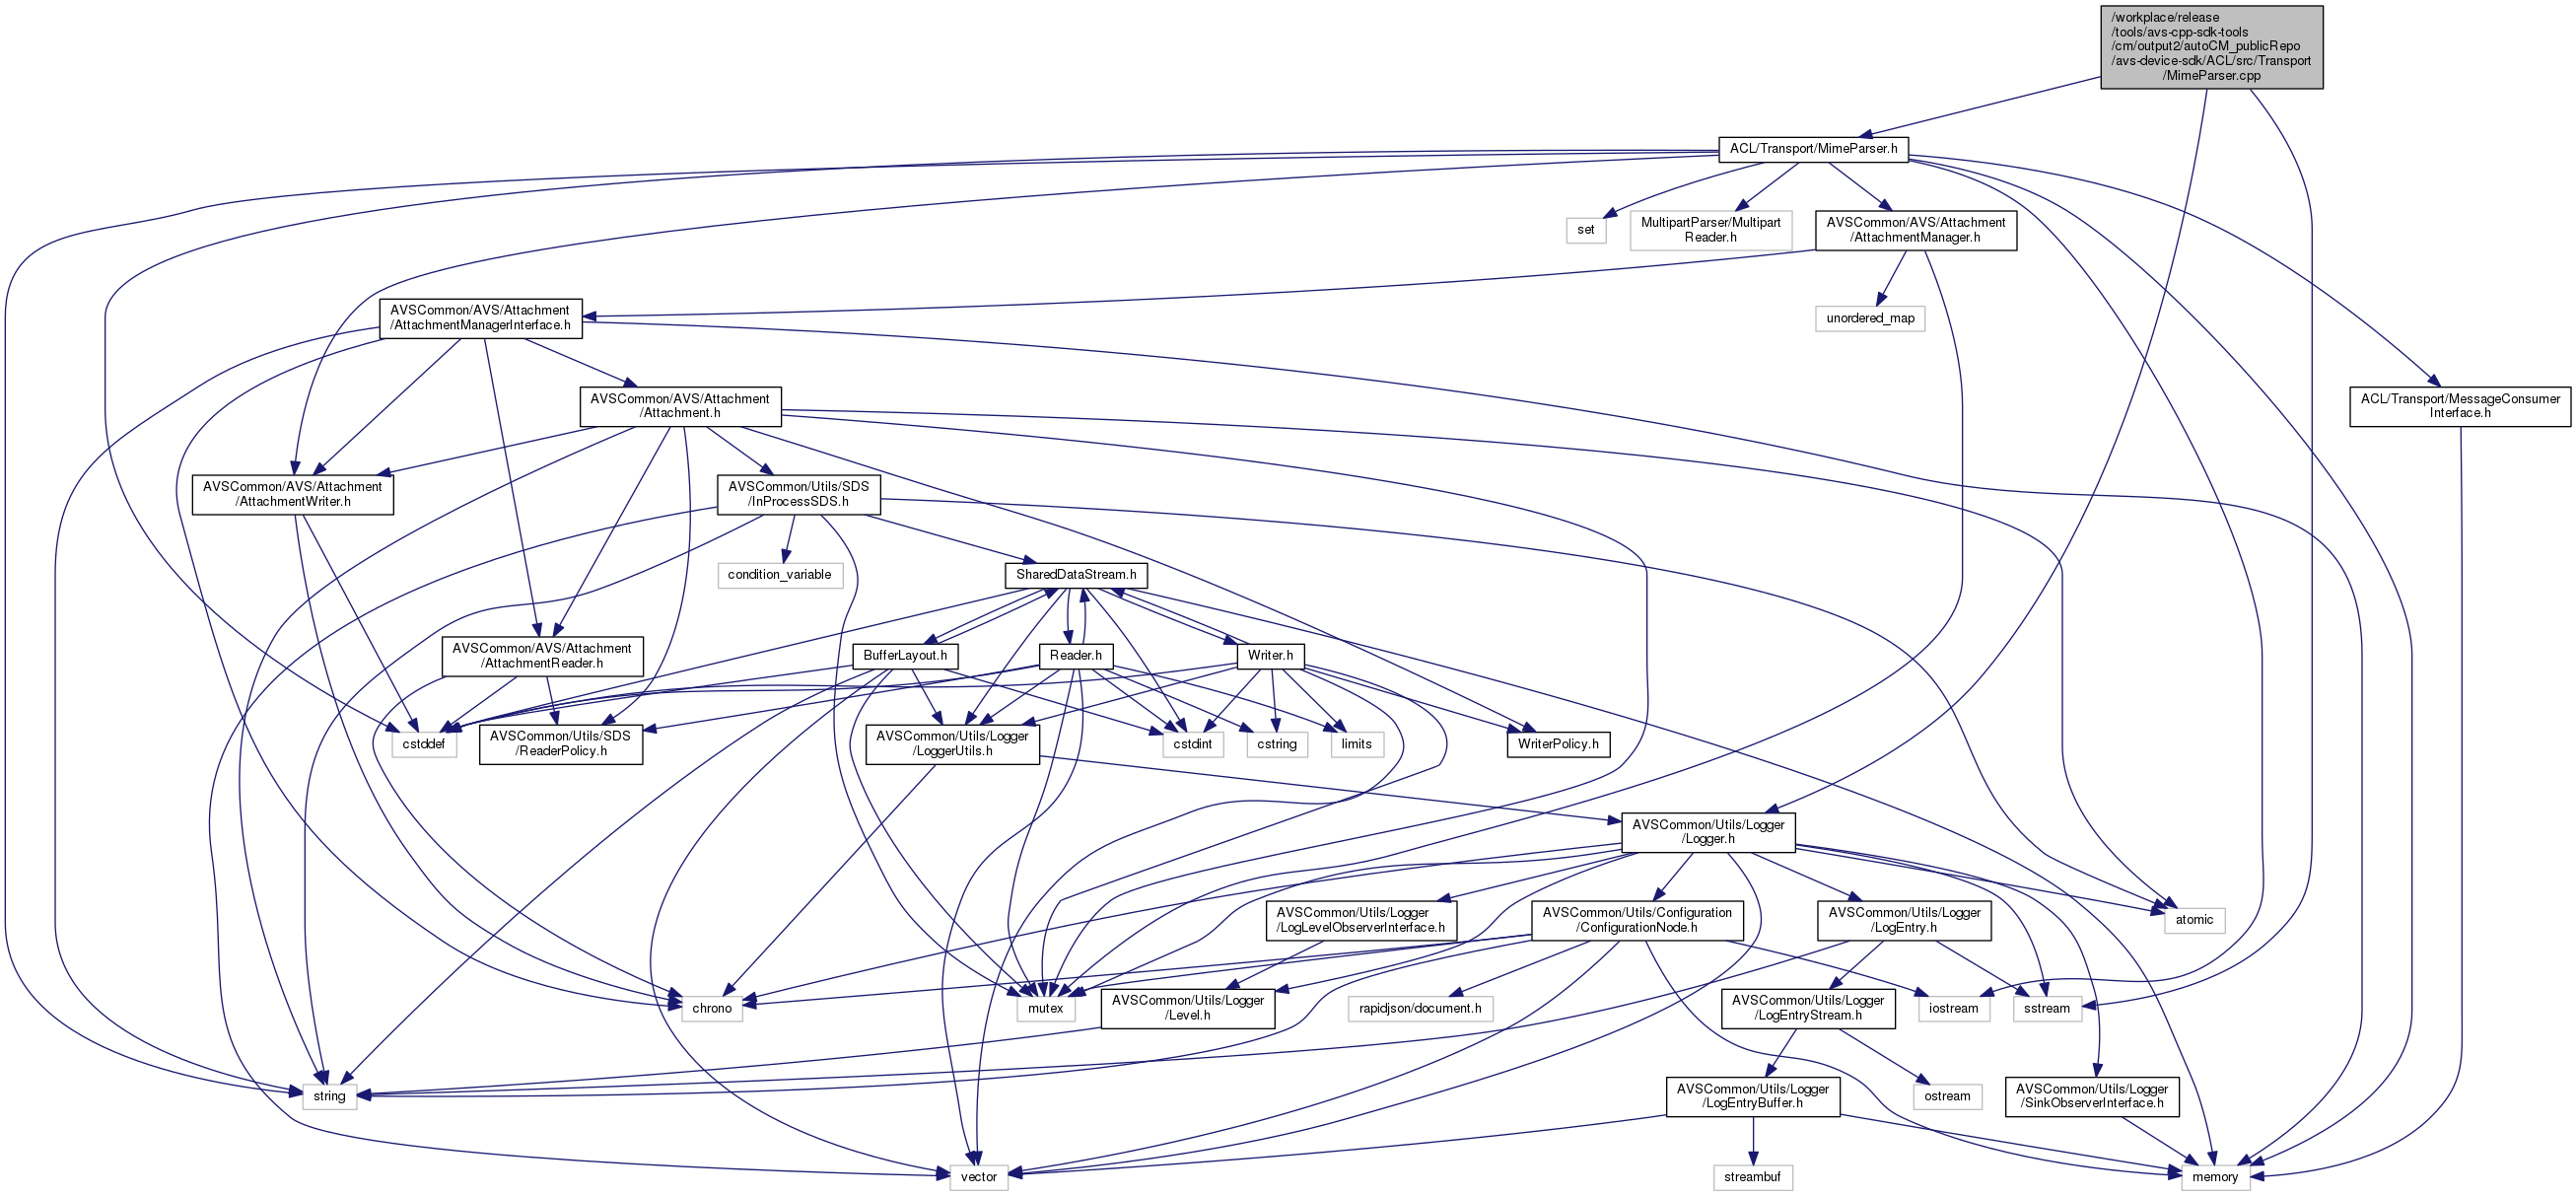 /workplace/release
/tools/avs-cpp-sdk-tools
/cm/output2/autoCM_publicRepo
/avs-device-sdk/ACL/src/Transport
/MimeParser.cpp
ACL/Transport/MimeParser.h
set
MultipartParser/Multipart
Reader.h
AVSCommon/AVS/Attachment
/AttachmentManager.h
AVSCommon/AVS/Attachment
/AttachmentManagerInterface.h
unordered_map
AVSCommon/AVS/Attachment
/Attachment.h
ACL/Transport/MessageConsumer
Interface.h
AVSCommon/AVS/Attachment
/AttachmentWriter.h
AVSCommon/Utils/SDS
/InProcessSDS.h
condition_variable
SharedDataStream.h
AVSCommon/AVS/Attachment
/AttachmentReader.h
BufferLayout.h
Reader.h
Writer.h
cstddef
AVSCommon/Utils/SDS
/ReaderPolicy.h
AVSCommon/Utils/Logger
/LoggerUtils.h
cstdint
cstring
limits
WriterPolicy.h
AVSCommon/Utils/Logger
/Logger.h
AVSCommon/Utils/Logger
/LogLevelObserverInterface.h
AVSCommon/Utils/Configuration
/ConfigurationNode.h
AVSCommon/Utils/Logger
/LogEntry.h
atomic
chrono
mutex
AVSCommon/Utils/Logger
/Level.h
rapidjson/document.h
AVSCommon/Utils/Logger
/LogEntryStream.h
iostream
sstream
string
AVSCommon/Utils/Logger
/LogEntryBuffer.h
ostream
AVSCommon/Utils/Logger
/SinkObserverInterface.h
vector
streambuf
memory